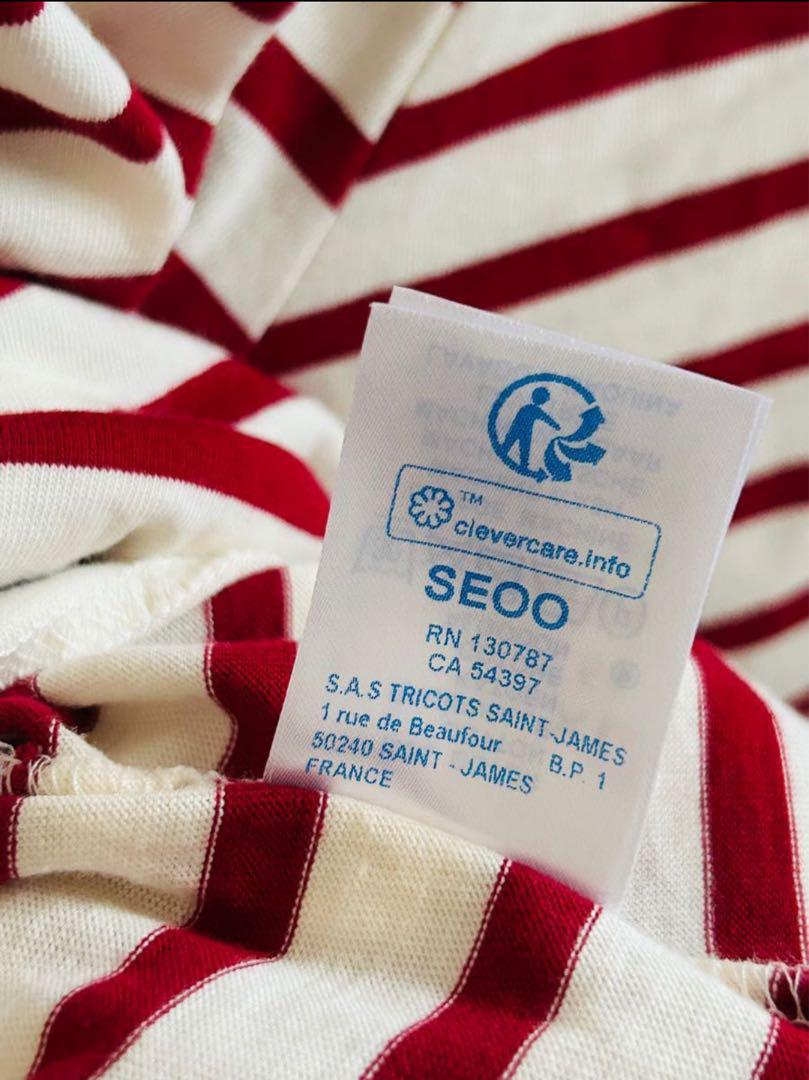 ™
clevercare.info
SEOO
RN 130787
CA 54397
S.A.S TRICOTS SAINT-JAMES
1 rue de Beaufour B.P. 1
50240 SAINT - JAMES
FRANCE